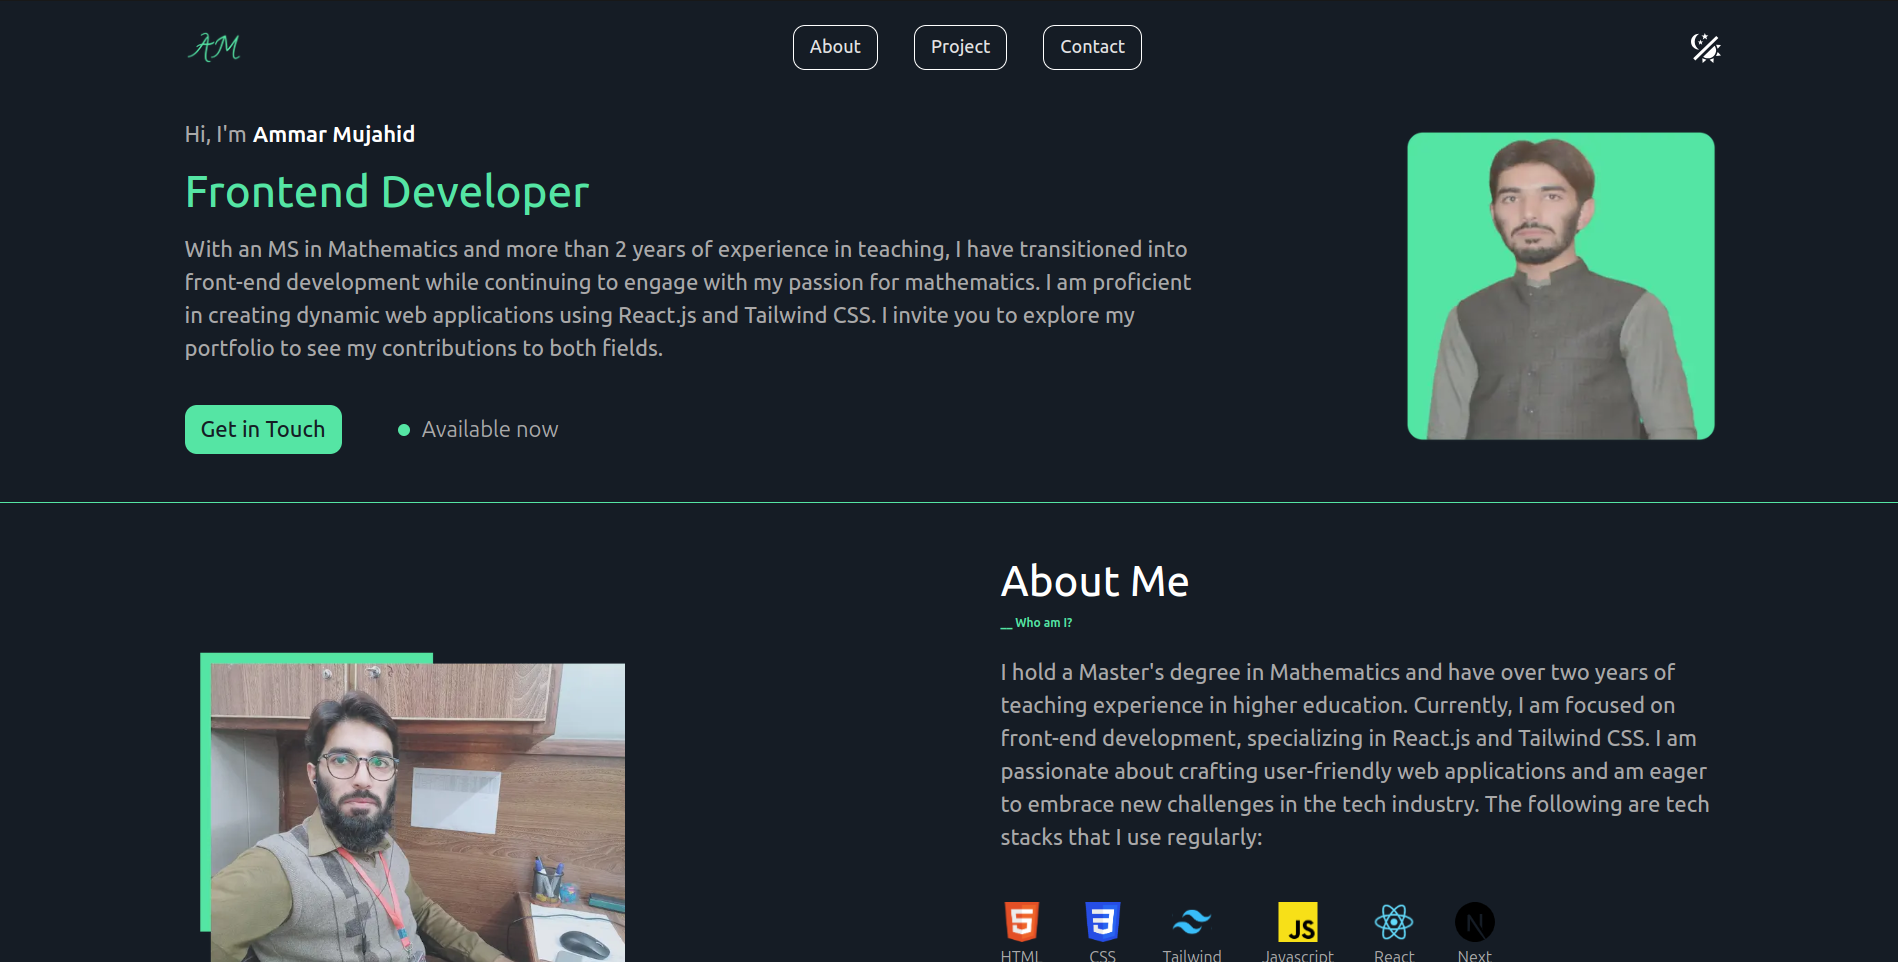 AM
About
Project
Contact
Hi, I'm Ammar Mujahid
Frontend Developer
With an MS in Mathematics and more than 2 years of experience in teaching, I have transitioned into
front-end development while continuing to engage with my passion for mathematics. I am proficient
in creating dynamic web applications using React.js and Tailwind CSS. I invite you to explore my
portfolio to see my contributions to both fields.
Get in Touch
Available now
About Me
__ Who am I?
I hold a Master's degree in Mathematics and have over two years of
teaching experience in higher education. Currently, I am focused on
front-end development, specializing in React.js and Tailwind CSS. I am
passionate about crafting user-friendly web applications and am eager
to embrace new challenges in the tech industry. The following are tech
stacks that I use regularly:
5
3
JS
N
HTML
CSS
Tailwind
Javascript
React
Next